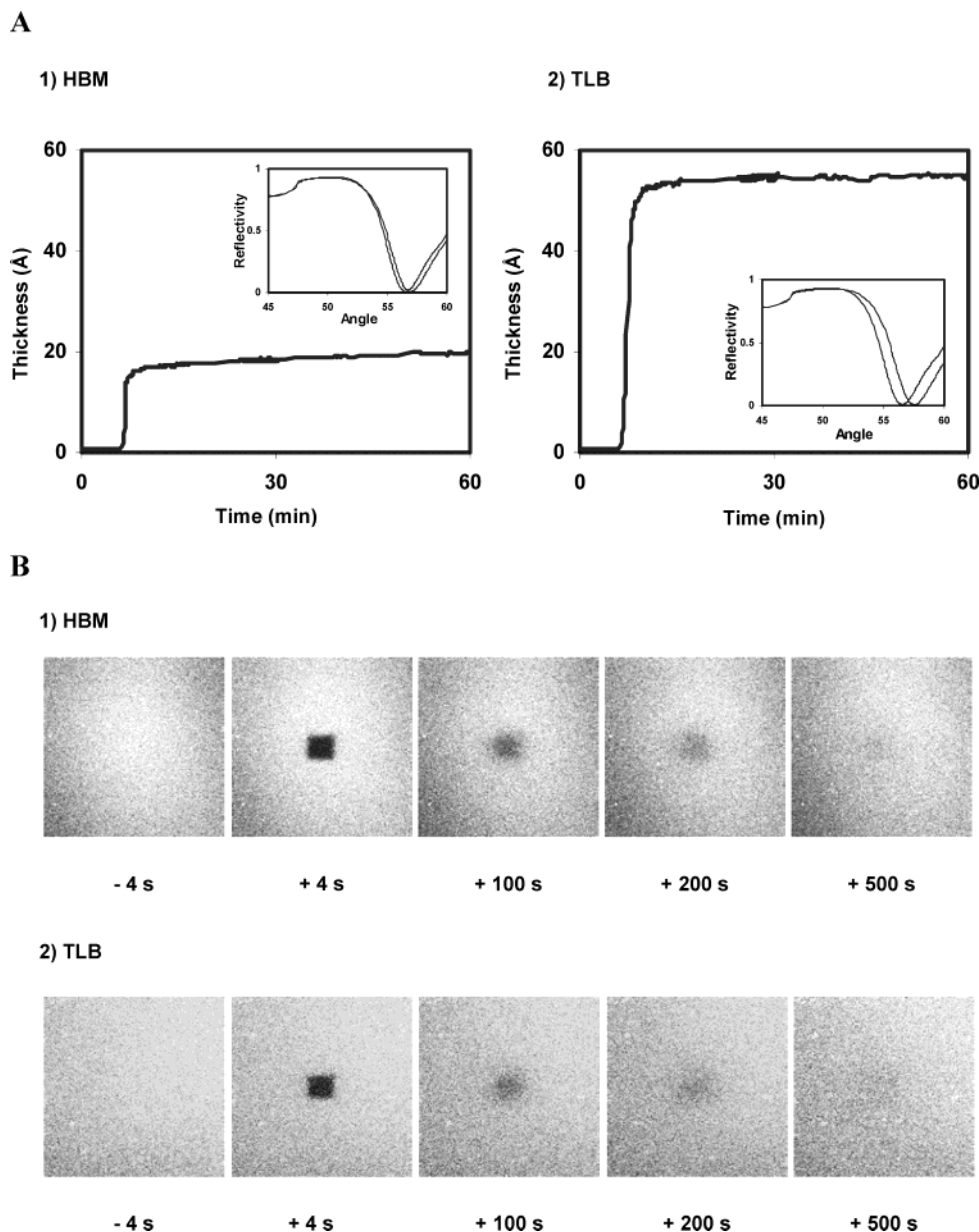 A
1) HBM
2) TLB
60
40
20
0
0
30
60
Thickness (Å)
Time (min)
1
0.5
0
45
50
55
60
Reflectivity
Angle
60
40
20
0
0
30
60
Thickness (Å)
Time (min)
1
0.5
0
45
50
55
60
Reflectivity
Angle
B
1) HBM
- 4 s
+ 4 s
+ 100 s
+ 200 s
+ 500 s
2) TLB
- 4 s
+ 4 s
+ 100 s
+ 200 s
+ 500 s